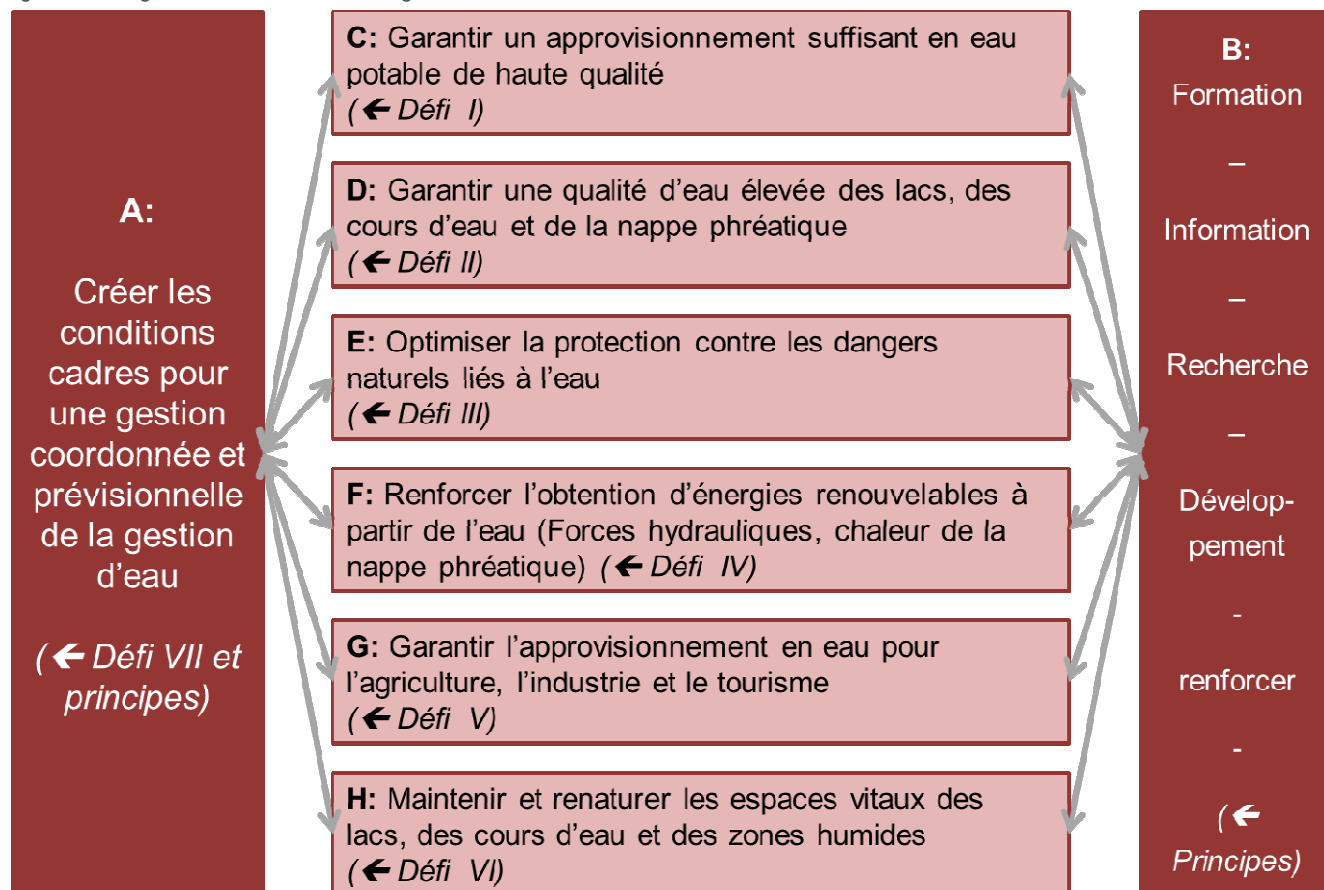 A:
Créer les
conditions
cadres pour
une gestion
coordonnée et
prévisionnelle
de la gestion
d'eau
(← Défi VII et
principes)
C: Garantir un approvisionnement suffisant en eau
potable de haute qualité
(← Défi I)
D: Garantir une qualité d'eau élevée des lacs, des
cours d'eau et de la nappe phréatique
(← Défi II)
E: Optimiser la protection contre les dangers
naturels liés à l'eau
(← Défi III)
F: Renforcer l'obtention d'énergies renouvelables à
partir de l'eau (Forces hydrauliques, chaleur de la
nappe phréatique) (← Défi IV)
G: Garantir l'approvisionnement en eau pour
l'agriculture, l'industrie et le tourisme
(← Défi V)
H: Maintenir et renaturer les espaces vitaux des
lacs, des cours d'eau et des zones humides
(← Défi VI)
B:
Formation
–
Information
–
Recherche
–
Dévelop-
pement
-
renforcer
-
(←
Principes)